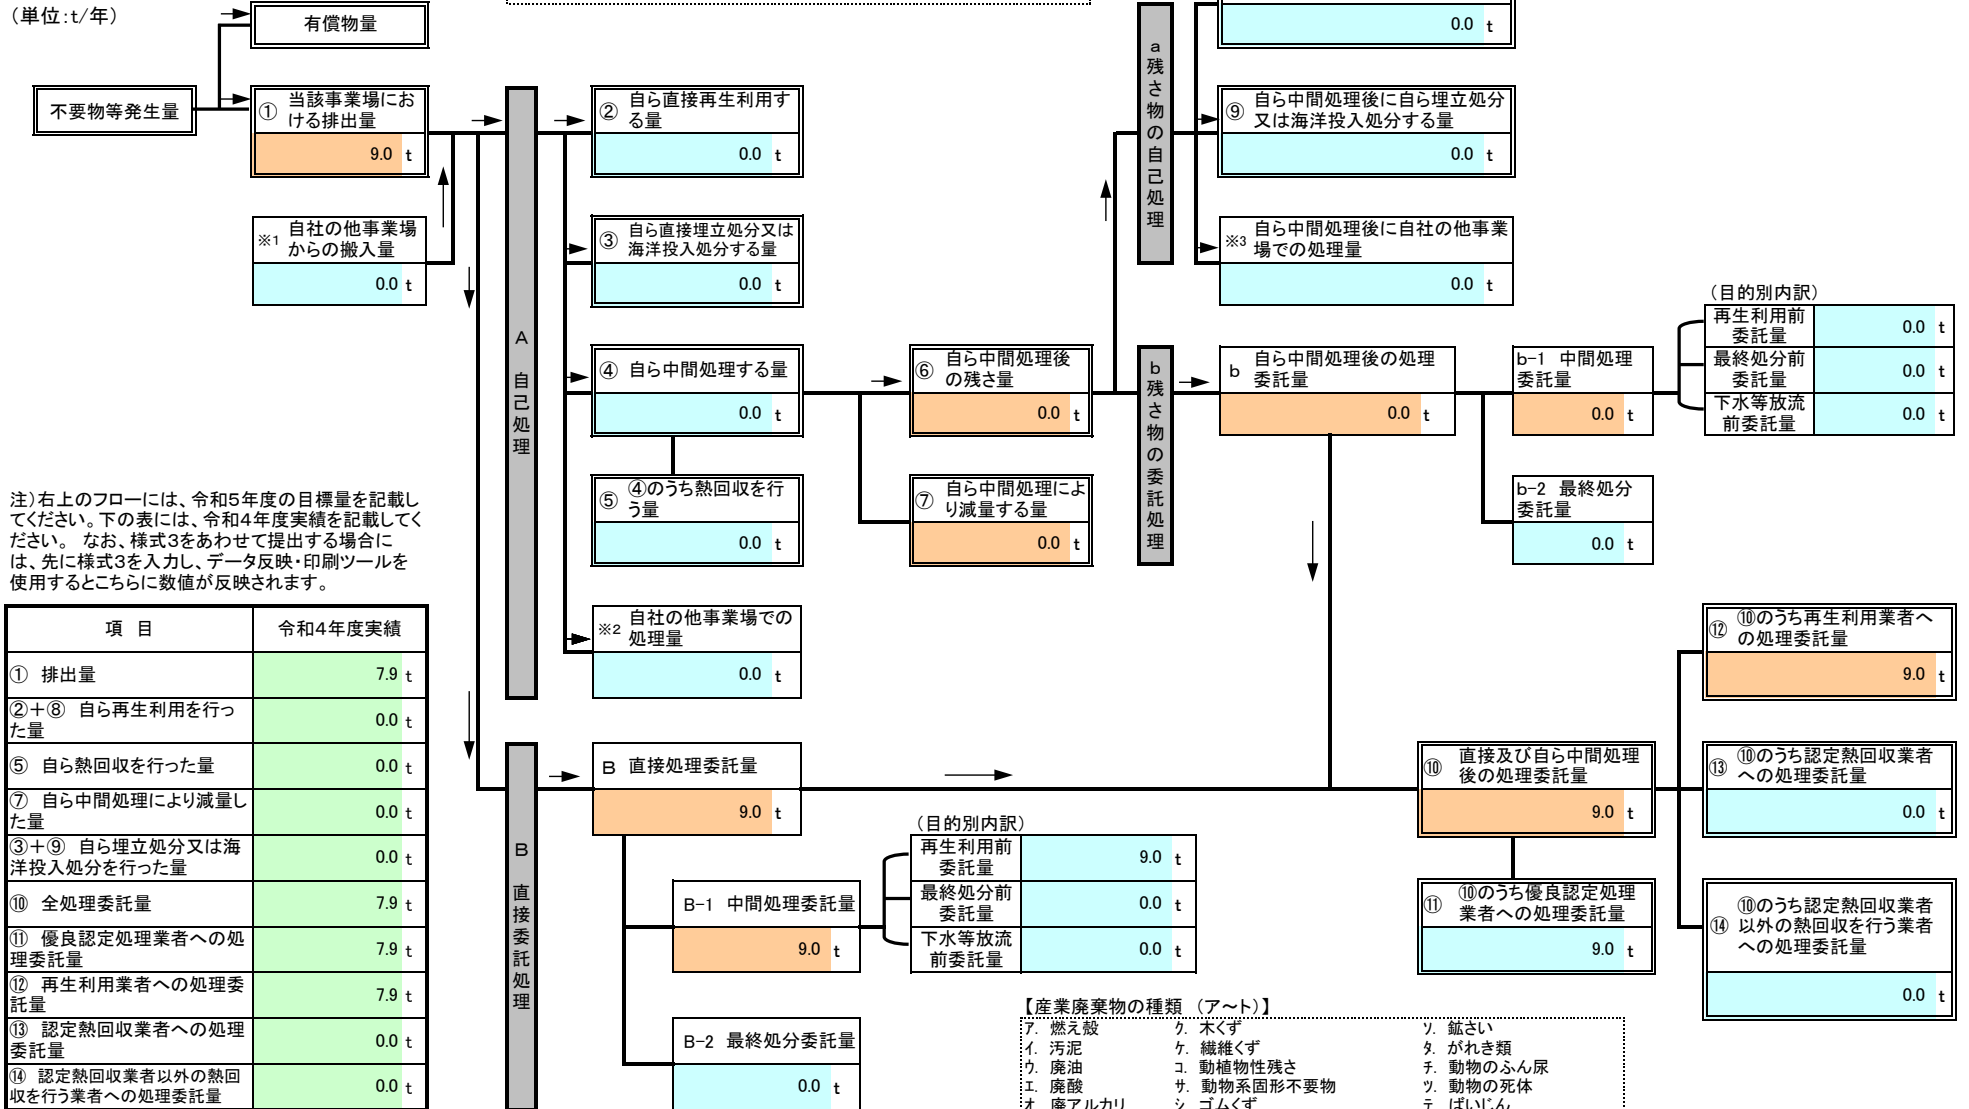 (単位:t/年)
有償物量
0.0 t
不要物等発生量
① 当該事業場にお
ける排出量
9.0 t
※1 自社の他事業場
からの搬入量
0.0 t
A 自己処理
② 自ら直接再生利用す
る量
0.0 t
③ 自ら直接埋立処分又は
海洋投入処分する量
0.0 t
④ 自ら中間処理する量
0.0 t
⑤ ④のうち熱回収を行
う量
0.0 t
※2 自社の他事業場での
処理量
0.0 t
⑥ 自ら中間処理後
の残さ量
0.0 t
⑦ 自ら中間処理によ
り減量する量
0.0 t
a 残さ物の自己処理
⑨ 自ら中間処理後に自ら埋立処分
又は海洋投入処分する量
0.0 t
※3 自ら中間処理後に自社の他事業
場での処理量
0.0 t
b 残さ物の委託処理
b 自ら中間処理後の処理
委託量
0.0 t
b-1 中間処理
委託量
0.0 t
(目的別内訳)
再生利用前
委託量
0.0 t
最終処分前
委託量
0.0 t
下水等放流
前委託量
0.0 t
b-2 最終処分
委託量
0.0 t
注)右上のフローには、令和5年度の目標量を記載し
てください。下の表には、令和4年度実績を記載してく
ださい。 なお、様式3をあわせて提出する場合に
は、先に様式3を入力し、データ反映・印刷ツールを
使用するとこちらに数値が反映されます。
項 目 令和4年度実績
① 排出量 7.9 t
②+⑧ 自ら再生利用を行っ
た量
0.0 t
⑤ 自ら熱回収を行った量 0.0 t
⑦ 自ら中間処理により減量し
た量
0.0 t
③+⑨ 自ら埋立処分又は海
洋投入処分を行った量
0.0 t
⑩ 全処理委託量 7.9 t
⑪ 優良認定処理業者への処
理委託量
7.9 t
⑫ 再生利用業者への処理委
託量
7.9 t
⑬ 認定熱回収業者への処理
委託量
0.0 t
⑭ 認定熱回収業者以外の熱回
収を行う業者への処理委託量
0.0 t
B 直接委託処理
B 直接処理委託量
9.0 t
B-1 中間処理委託量
9.0 t
(目的別内訳)
再生利用前
委託量
9.0 t
最終処分前
委託量
0.0 t
下水等放流
前委託量
0.0 t
B-2 最終処分委託量
0.0 t
⑩ 直接及び自ら中間処理
後の処理委託量
9.0 t
⑪ ⑩のうち優良認定処理
業者への処理委託量
9.0 t
⑫ ⑩のうち再生利用業者へ
の処理委託量
9.0 t
⑬ ⑩のうち認定熱回収業者
への処理委託量
0.0 t
⑭ ⑩のうち認定熱回収業者
以外の熱回収を行う業者
への処理委託量
0.0 t
【産業廃棄物の種類 (ア~ト)】
ア. 燃え殻 ク. 木くず ソ. 鉱さい
イ. 汚泥 ケ. 繊維くず タ. がれき類
ウ. 廃油 コ. 動植物性残さ チ. 動物のふん尿
エ. 廃酸 サ. 動物系固形不要物 ツ. 動物の死体
オ. 廃アルカリ シ. ゴムくず テ. ばいじん